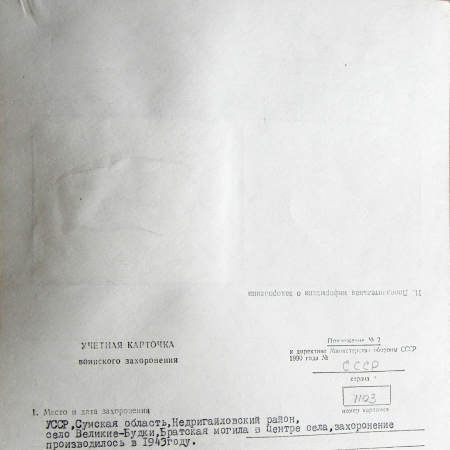 11. Дополнительная информация о захоронении
УЧЕТНАЯ КАРТОЧКА
воинского захоронения
Приложение № 2
к директиве Министерства обороны СССР
1990 года №
СССР
страна
1103
номер карточки
1. Место и дата захоронения
УССР,Сумская область,Недригайловский район,
село Великие-Будки,Братская могила в Центре села,захоронение
производилось в 1943году.